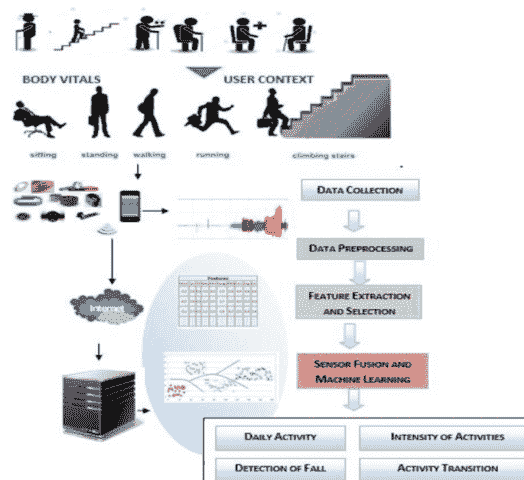 BODY VITALS
USER CONTEXT
sitting
standing
walking
running
climbing stairs
DATA COLLECTION
DATA PREPROCESSING
Internet
Features
FEATURE EXTRACTION
AND SELECTION
SENSOR FUSION AND
MACHINE LEARNING
DAILY ACTIVITY
INTENSITY OF ACTIVITIES
DETECTION OF FALL
ACTIVITY TRANSITION